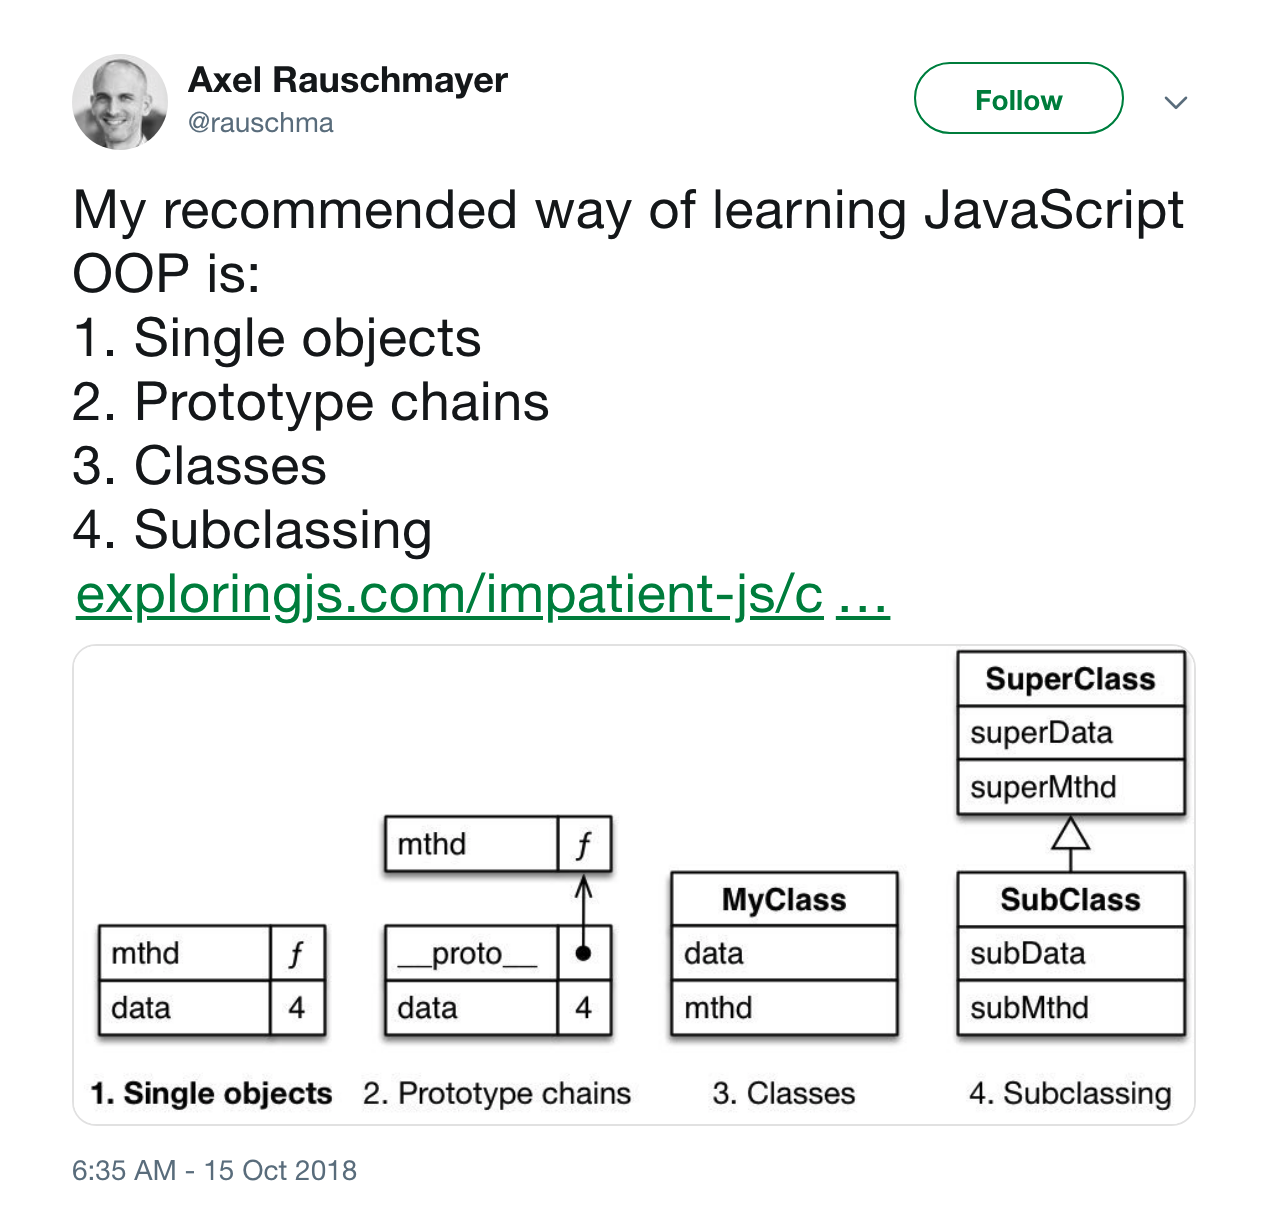 Axel Rauschmayer
@rauschma
Follow
My recommended way of learning JavaScript
OOP is:
1. Single objects
2. Prototype chains
3. Classes
4. Subclassing
exploringjs.com/impatient-js/c …
mthd f
data 4
1. Single objects
mthd f
__proto__
data 4
2. Prototype chains
MyClass
data
mthd
3. Classes
SuperClass
superData
superMthd
SubClass
subData
subMthd
4. Subclassing
6:35 AM - 15 Oct 2018